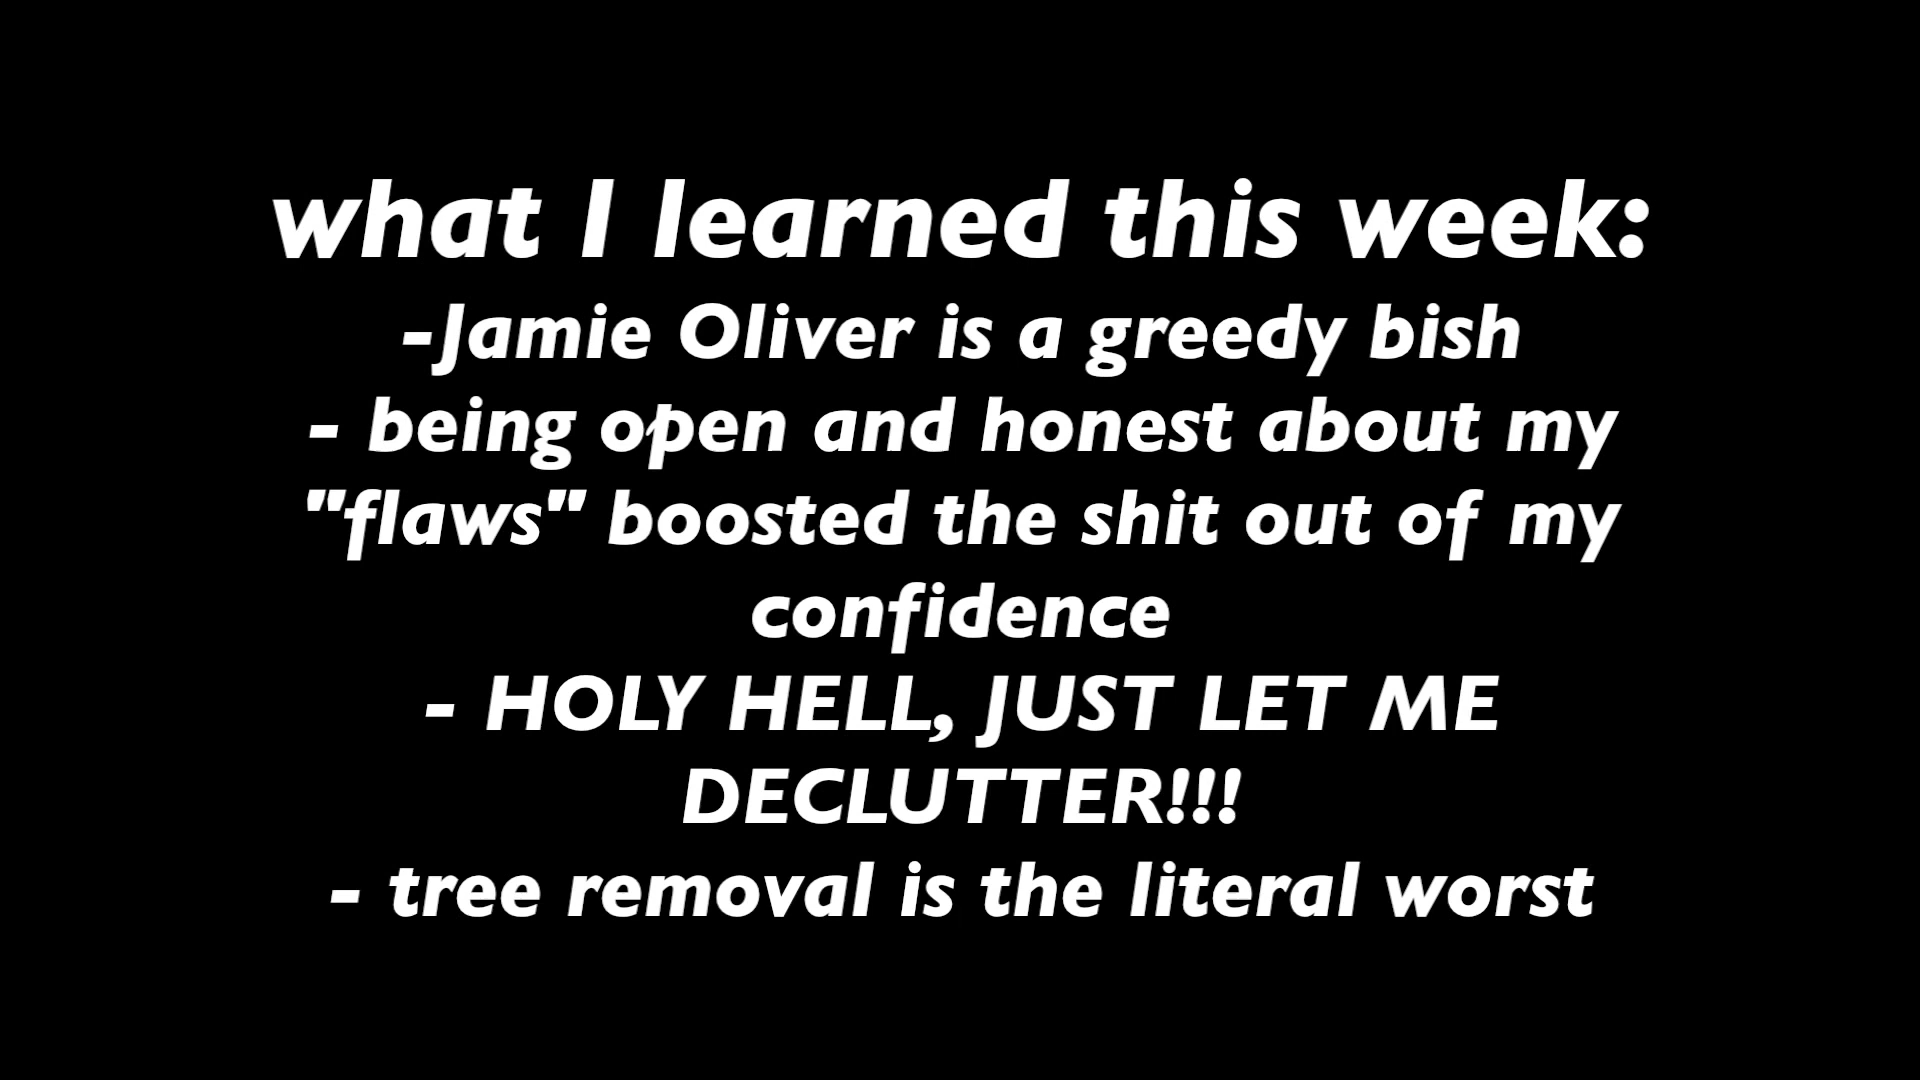 what I learned this week:
-Jamie Oliver is a greedy bish
- being open and honest about my
"flaws" boosted the shit out of my
confidence
- HOLY HELL, JUST LET ME
DECLUTTER!!!
- tree removal is the literal worst